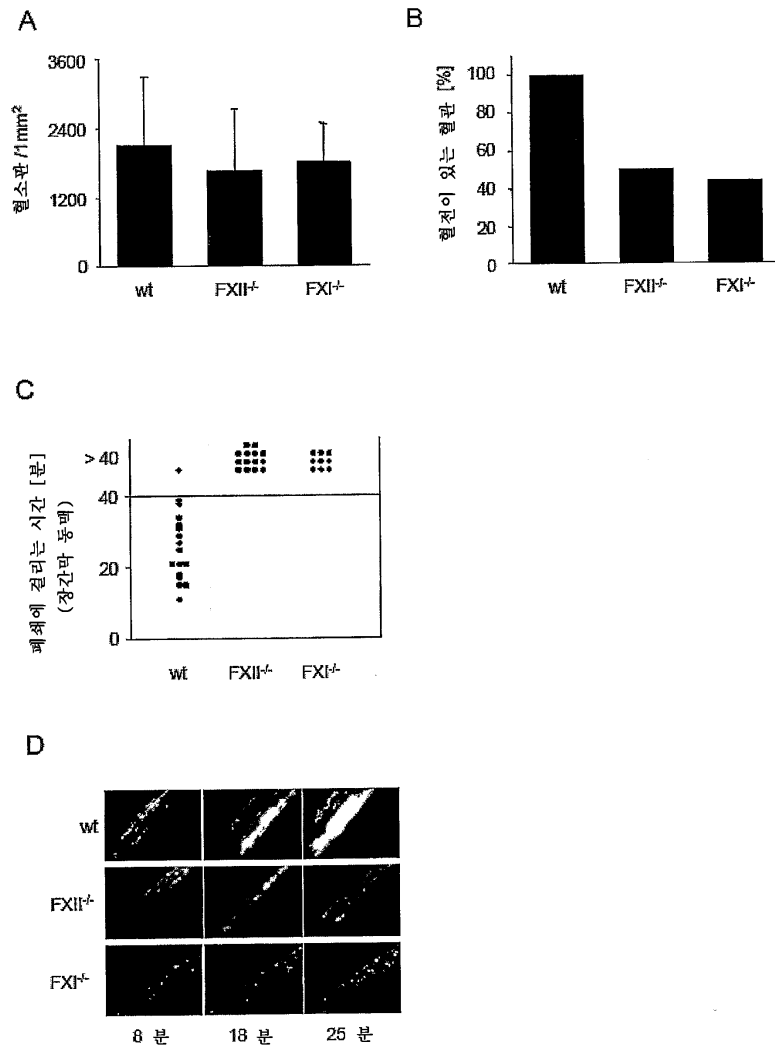 A
혈소판/1mm²
3600
2400
1200
0
wt
FXII-/-
FXI-/-
B
혈전이 있는 혈관 [%]
100
80
60
40
20
0
wt
FXII-/-
FXI-/-
C
폐쇄에 걸리는 시간 [분]
(장간막 동맥)
> 40
40
20
0
wt
FXII-/-
FXI-/-
D
wt
FXII-/-
FXI-/-
8 분
18 분
25 분